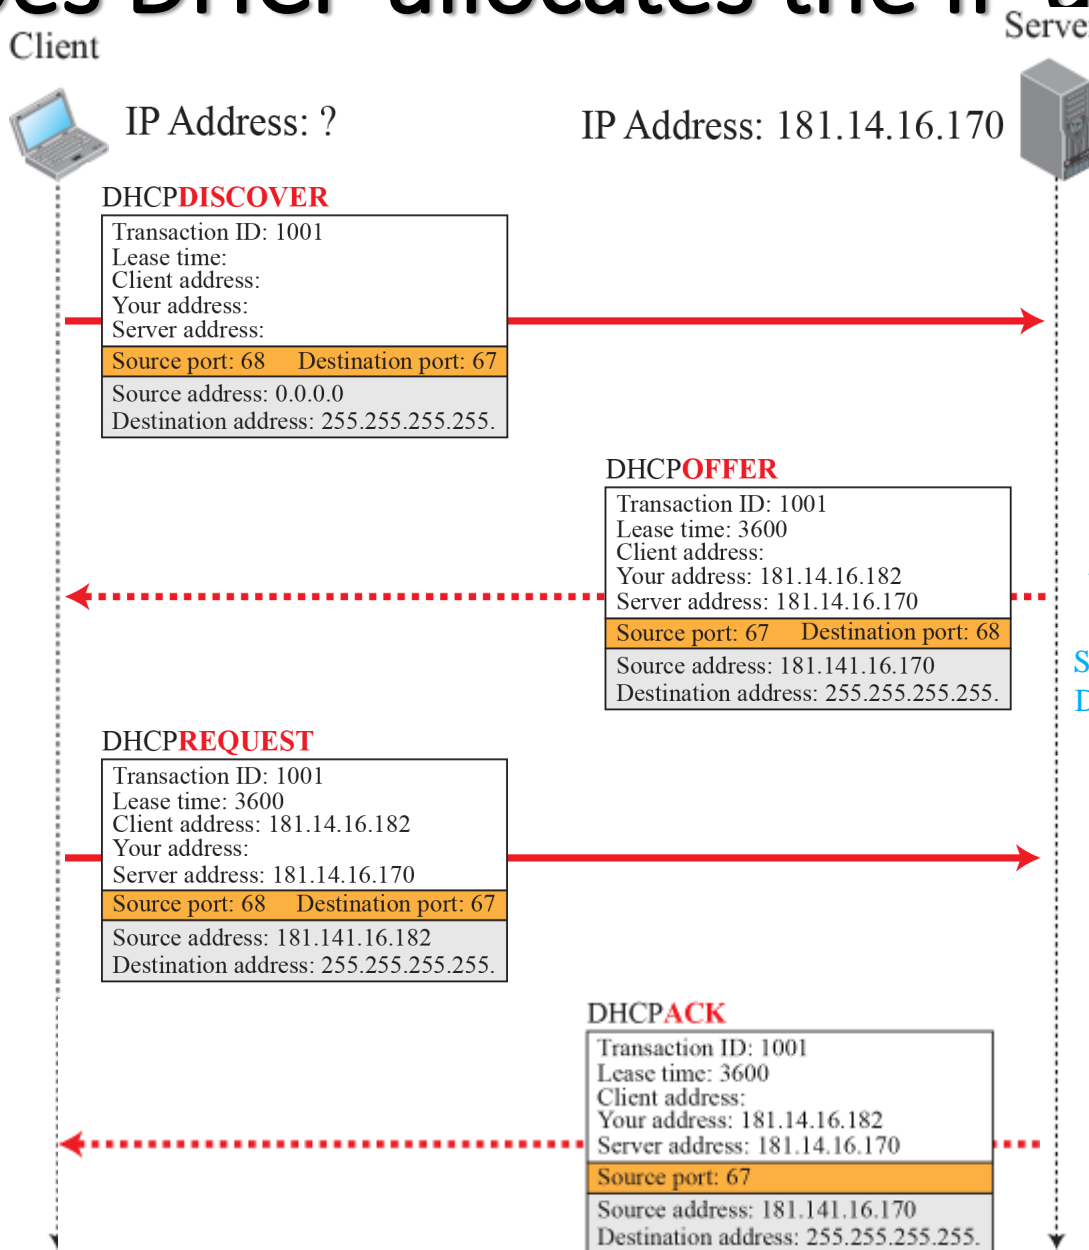 DHCP allocates the IP
Client
IP Address: ?
IP Address: 181.14.16.170
DHCPDISCOVER
Transaction ID: 1001
Lease time:
Client address:
Your address:
Server address:
Source port: 68 Destination port: 67
Source address: 0.0.0.0
Destination address: 255.255.255.255.
DHCPOFFER
Transaction ID: 1001
Lease time: 3600
Client address:
Your address: 181.14.16.182
Server address: 181.14.16.170
Source port: 67 Destination port: 68
Source address: 181.141.16.170
Destination address: 255.255.255.255.
S
D
DHCPREQUEST
Transaction ID: 1001
Lease time: 3600
Client address: 181.14.16.182
Your address:
Server address: 181.14.16.170
Source port: 68 Destination port: 67
Source address: 181.141.16.182
Destination address: 255.255.255.255.
DHCPACK
Transaction ID: 1001
Lease time: 3600
Client address:
Your address: 181.14.16.182
Server address: 181.14.16.170
Source port: 67
Source address: 181.141.16.170
Destination address: 255.255.255.255.